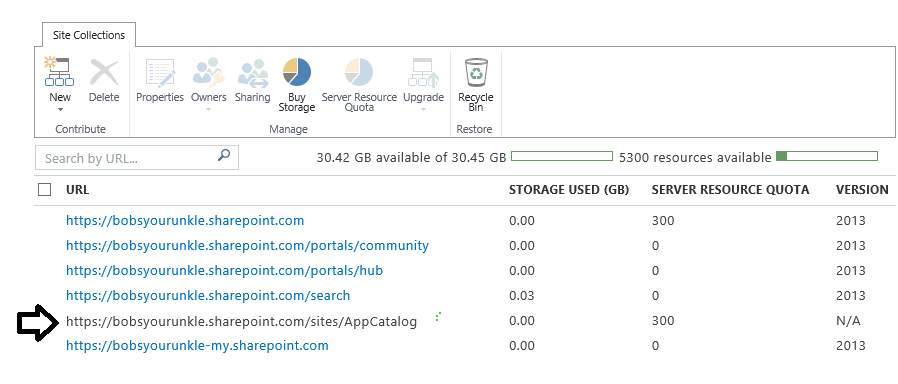 Site Collections
New Delete Properties Owners Sharing Buy Storage Server Resource Quota Upgrade Recycle Bin
Contribute Manage Restore
Search by URL... 30.42 GB available of 30.45 GB 5300 resources available
URL STORAGE USED (GB) SERVER RESOURCE QUOTA VERSION
https://bobsyourunkle.sharepoint.com 0.00 300 2013
https://bobsyourunkle.sharepoint.com/portals/community 0.00 0 2013
https://bobsyourunkle.sharepoint.com/portals/hub 0.00 0 2013
https://bobsyourunkle.sharepoint.com/search 0.03 0 2013
https://bobsyourunkle.sharepoint.com/sites/AppCatalog 0.00 300 N/A
https://bobsyourunkle-my.sharepoint.com 0.00 0 2013